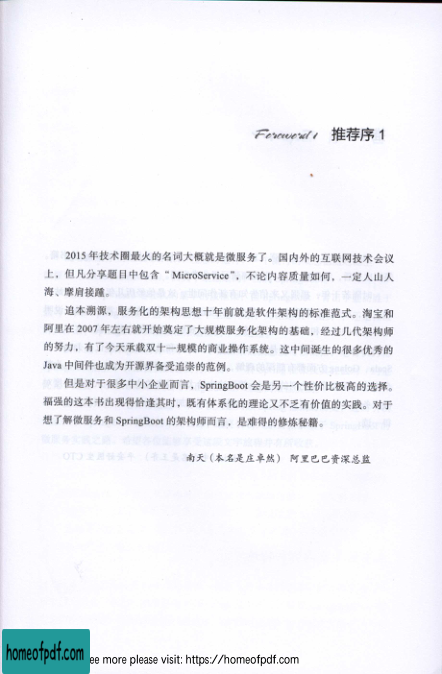 Foreword 1 推荐序 1
2015 年技术圈最火的名词大概就是微服务了。国内外的互联网技术会议
上，但凡分享题目中包含“ MicroService”，不论内容质量如何，一定人山人
海、摩肩接踵。
追本溯源，服务化的架构思想十年前就是软件架构的标准范式。淘宝和
阿里在 2007 年左右就开始奠定了大规模服务化架构的基础，经过几代架构师
的努力，有了今天承载双十一规模的商业操作系统。这中间诞生的很多优秀的
Java 中间件也成为开源界备受追崇的范例。
但是对于很多中小企业而言，SpringBoot 会是另一个性价比极高的选择。
福强的这本书出现得恰逢其时，既有体系化的理论又不乏有价值的实践。对于
想了解微服务和 SpringBoot 的架构师而言，是难得的修炼秘籍。
南天（本名是庄卓然） 阿里巴巴资深总监
homeofpdf.com
ee more please visit: https://homeofpdf.com